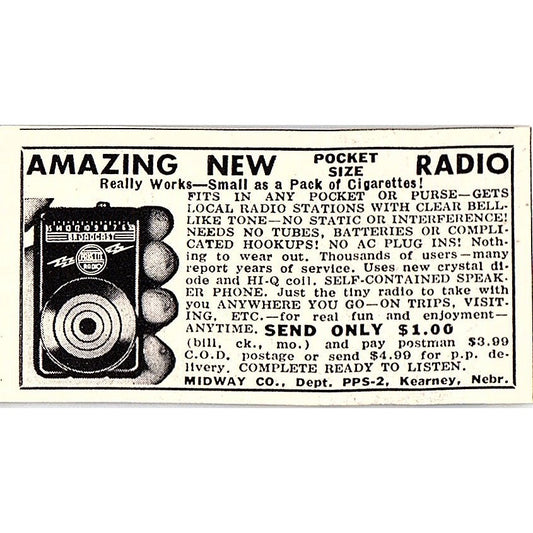 AMAZING NEW POCKET SIZE RADIO
Really Works—Small as a Pack of Cigarettes!
FITS IN ANY POCKET OR PURSE—GETS
LOCAL RADIO STATIONS WITH CLEAR BELL-
LIKE TONE—NO STATIC OR INTERFERENCE!
NEEDS NO TUBES, BATTERIES OR COMPLI-
CATED HOOKUPS! NO AC PLUG INS! Noth-
ing to wear out. Thousands of users—many
report years of service. Uses new crystal di-
ode and HI-Q coil. SELF-CONTAINED SPEAK-
ER PHONE. Just the tiny radio to take with
you ANYWHERE YOU GO—ON TRIPS, VISIT-
ING, ETC.—for real fun and enjoyment—
ANYTIME. SEND ONLY $1.00
(bill, ck., mo.) and pay postman $3.99
C.O.D. postage or send $4.99 for p.p. de-
livery. COMPLETE READY TO LISTEN.
MIDWAY CO., Dept. PPS-2, Kearney, Nebr.
BROADCAST
RADIO